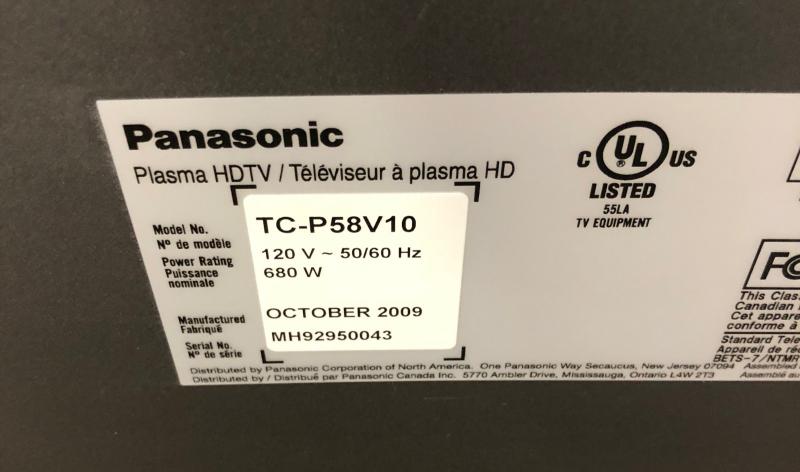 Panasonic
Plasma HDTV / Téléviseur à plasma HD
Model No.
N° de modèle
TC-P58V10
Power Rating
Puissance
nominale
120 V ~ 50/60 Hz
680 W
Manufactured
Fabriqué
OCTOBER 2009
Serial No.
N° de série
MH92950043
C UL US
®
LISTED
55LA
TV EQUIPMENT
FC
This Clas
Canadian
Cet appare
conforme à
Standard Tele
Appareil de ré
BETS-7/NTMR
Distributed by Panasonic Corporation of North America. One Panasonic Way Secaucus, New Jersey 07094 Assembled
Distributed by / Distribué par Panasonic Canada Inc. 5770 Ambler Drive, Mississauga, Ontario L4W 2T3 Assemblé au